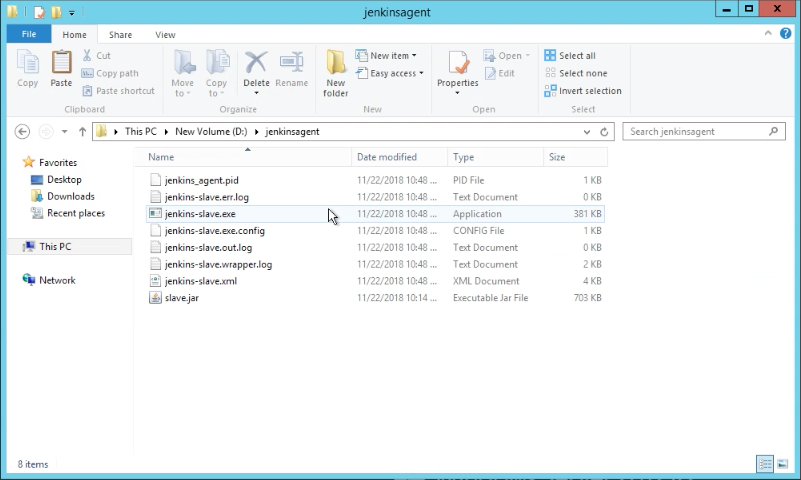 jenkinsagent
File Home Share View
Copy Paste Cut Copy path Paste shortcut
Clipboard
Move to Copy to Delete Rename
Organize
New folder New item Easy access
New
Properties Open Edit
Open
Select all Select none Invert selection
Select
This PC New Volume (D:) jenkinsagent Search jenkinsagent
Favorites
Desktop
Downloads
Recent places
This PC
Network
Name Date modified Type Size
jenkins_agent.pid 11/22/2018 10:48 ... PID File 1 KB
jenkins-slave.err.log 11/22/2018 10:48 ... Text Document 0 KB
jenkins-slave.exe 11/22/2018 10:48 ... Application 381 KB
jenkins-slave.exe.config 11/22/2018 10:48 ... CONFIG File 1 KB
jenkins-slave.out.log 11/22/2018 10:48 ... Text Document 0 KB
jenkins-slave.wrapper.log 11/22/2018 10:48 ... Text Document 2 KB
jenkins-slave.xml 11/22/2018 10:48 ... XML Document 4 KB
slave.jar 11/22/2018 10:14 ... Executable Jar File 703 KB
8 items